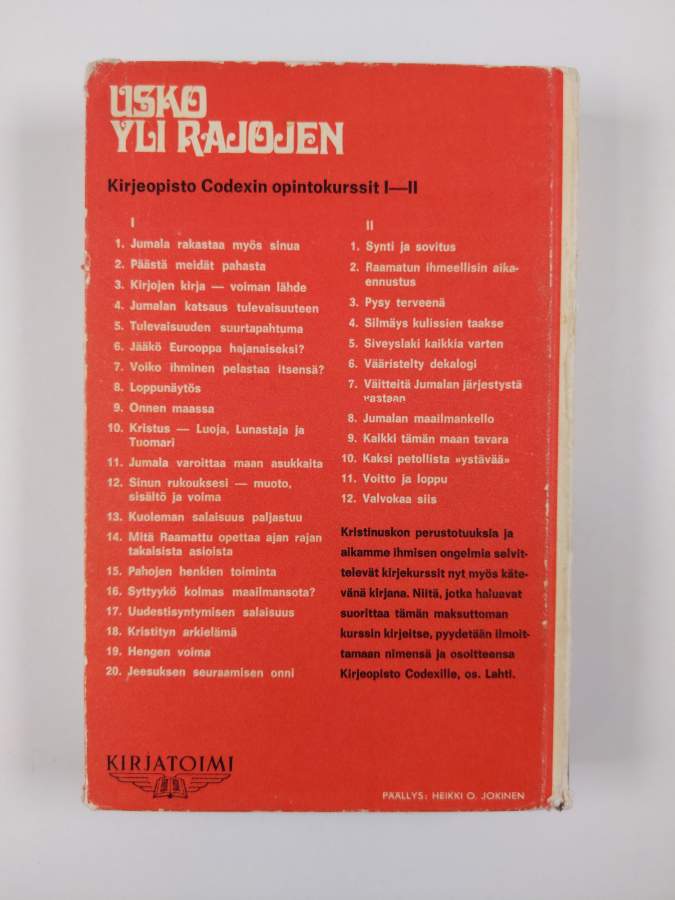 USKO
YLI RAJOJEN
Kirjeopisto Codexin opintokurssit I—II
I
1. Jumala rakastaa myös sinua
2. Päästä meidät pahasta
3. Kirjojen kirja — voiman lähde
4. Jumalan katsaus tulevaisuuteen
5. Tulevaisuuden suurtapahtuma
6. Jääkö Eurooppa hajanaiseksi?
7. Voiko ihminen pelastaa itsensä?
8. Loppunäytös
9. Onnen maassa
10. Kristus — Luoja, Lunastaja ja
Tuomari
11. Jumala varoittaa maan asukkaita
12. Sinun rukouksesi — muoto,
sisältö ja voima
13. Kuoleman salaisuus paljastuu
14. Mitä Raamattu opettaa ajan rajan
takaisista asioista
15. Pahojen henkien toiminta
16. Syttyykö kolmas maailmansota?
17. Uudestisyntymisen salaisuus
18. Kristityn arkielämä
19. Hengen voima
20. Jeesuksen seuraamisen onni
II
1. Synti ja sovitus
2. Raamatun ihmeellisin aika-
ennustus
3. Pysy terveenä
4. Silmäys kulissien taakse
5. Siveyslaki kaikkia varten
6. Vääristelty dekalogi
7. Väitteitä Jumalan järjestystä
vastaan
8. Jumalan maailmankello
9. Kaikki tämän maan tavara
10. Kaksi petollista »ystävää»
11. Voitto ja loppu
12. Valvokaa siis
Kristinuskon perustotuuksia ja
aikamme ihmisen ongelmia selvit-
televät kirjekurssit nyt myös käte-
vänä kirjana. Niitä, jotka haluavat
suorittaa tämän maksuttoman
kurssin kirjeitse, pyydetään ilmoit-
tamaan nimensä ja osoitteensa
Kirjeopisto Codexille, os. Lahti.
KIRJATOIMI
PÄÄLLYS: HEIKKI O. JOKINEN